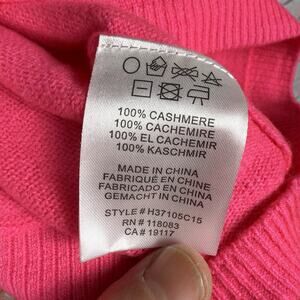 100% CASHMERE
100% CACHEMIRE
100% EL CACHEMIR
100% KASCHMIR
MADE IN CHINA
FABRIQUÉ EN CHINE
FABRICADO EN CHINA
GEMACHT IN CHINA
STYLE # H37105C15
RN # 118083
CA # 19117